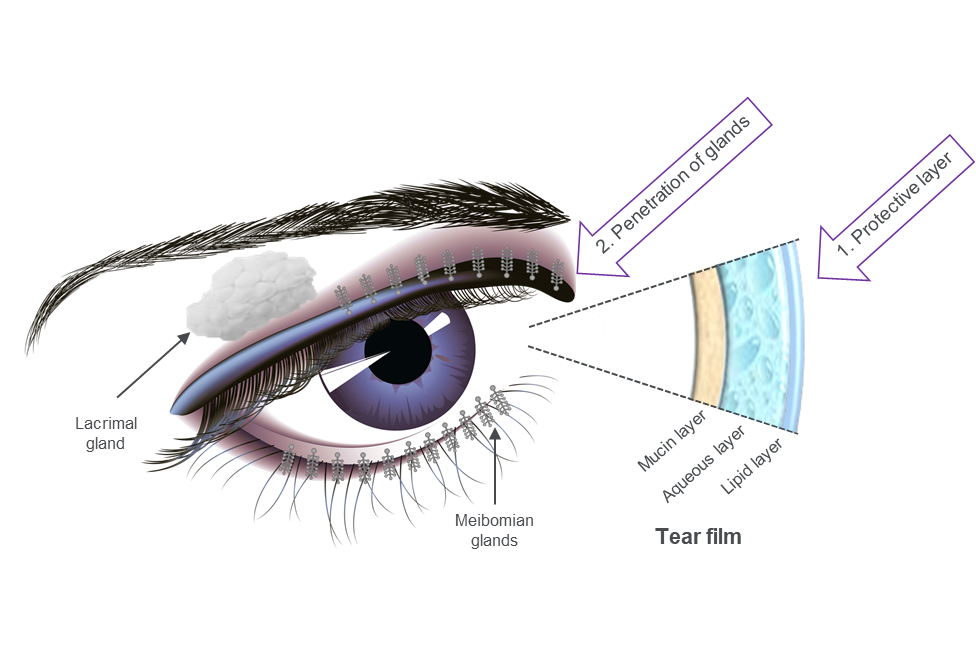 2. Penetration of glands
1. Protective layer
Lacrimal
gland
Mucin layer
Aqueous layer
Lipid layer
Meibomian
glands
Tear film